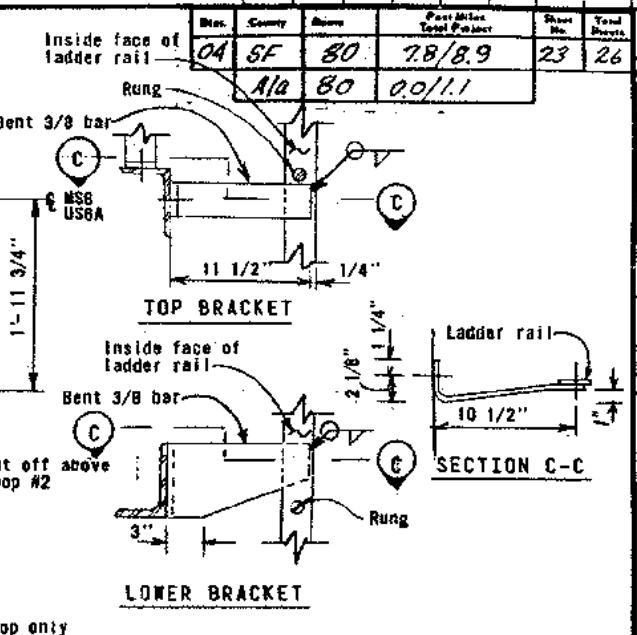 Dist. County Route Post Miles Total Project Sheet No. Total Sheets
04 SF 80 7.8/8.9 23 26
Ala 80 0.0/1.1
Inside face of
ladder rail
Rung
Bent 3/8 bar
C
C
MSB
USBA
1'-11 3/4"
11 1/2"
1/4"
TOP BRACKET
Inside face of
ladder rail
Bent 3/8 bar
C
C
2 1/8"
1 1/4"
Ladder rail
10 1/2"
1"
SECTION C-C
off above
#2
3"
Rung
LOWER BRACKET
only